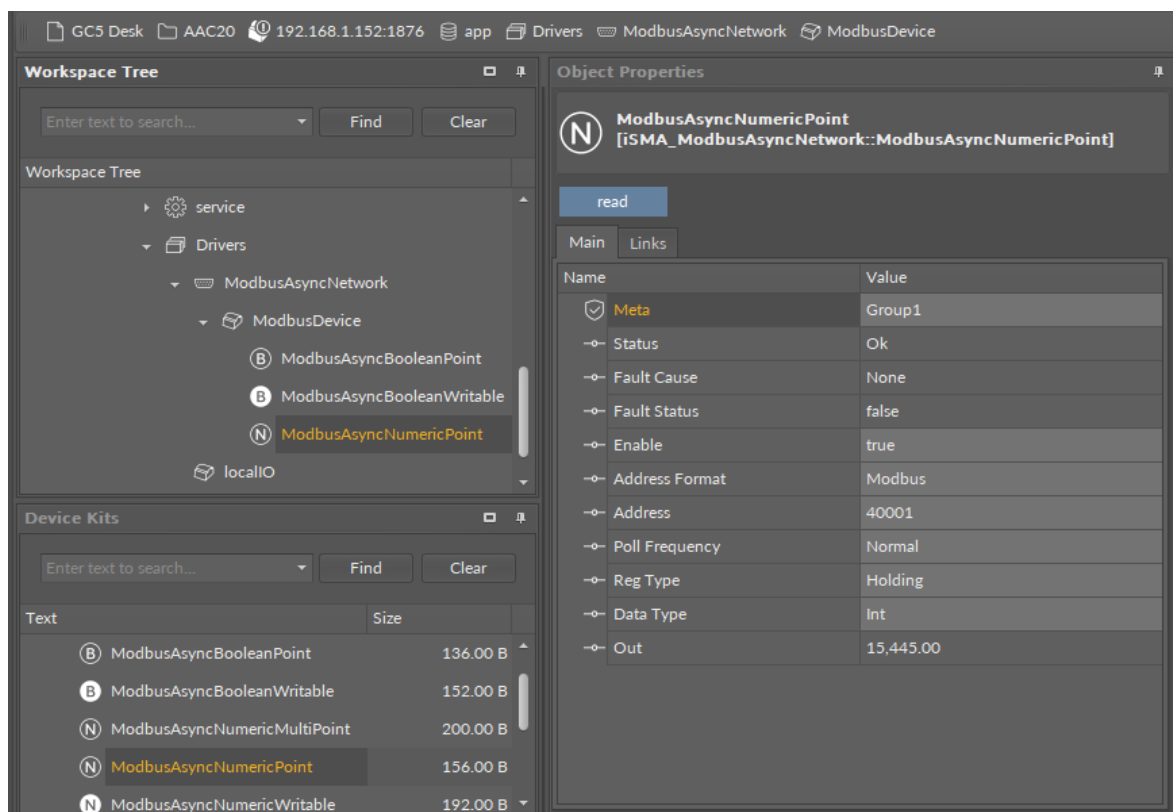 GC5 Desk AAC20 192.168.1.152:1876 app Drivers ModbusAsyncNetwork ModbusDevice
Workspace Tree
Enter text to search... Find Clear
Workspace Tree
service
Drivers
ModbusAsyncNetwork
ModbusDevice
B ModbusAsyncBooleanPoint
B ModbusAsyncBooleanWritable
N ModbusAsyncNumericPoint
localIO
Device Kits
Enter text to search... Find Clear
Text Size
B ModbusAsyncBooleanPoint 136.00 B
B ModbusAsyncBooleanWritable 152.00 B
N ModbusAsyncNumericMultiPoint 200.00 B
N ModbusAsyncNumericPoint 156.00 B
N ModbusAsyncNumericWritable 192.00 B
Object Properties
N ModbusAsyncNumericPoint
[iSMA_ModbusAsyncNetwork::ModbusAsyncNumericPoint]
read
Main Links
Name Value
Meta Group1
Status Ok
Fault Cause None
Fault Status false
Enable true
Address Format Modbus
Address 40001
Poll Frequency Normal
Reg Type Holding
Data Type Int
Out 15,445.00